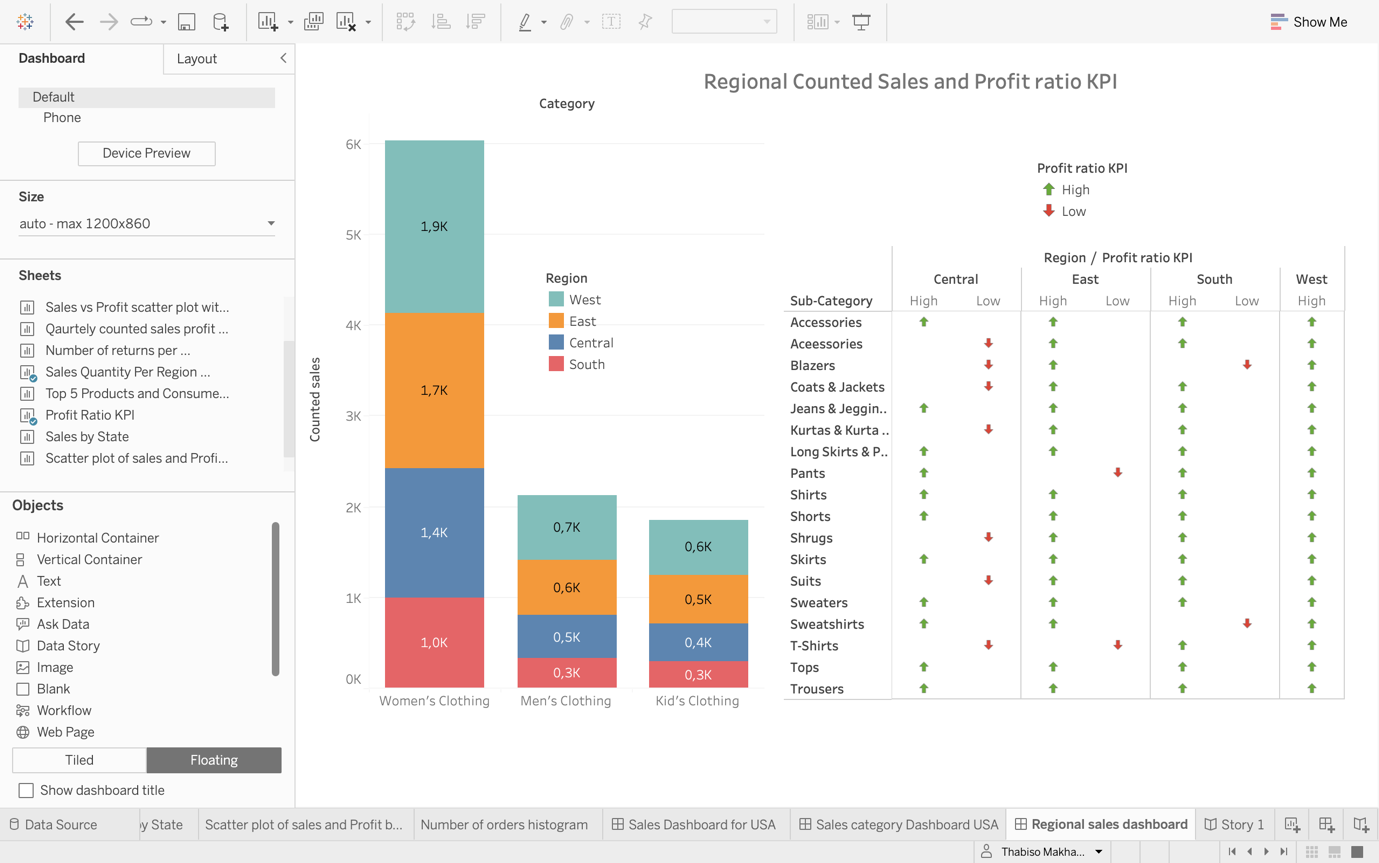 Show Me
Dashboard
Layout
Default
Phone
Device Preview
Size
auto - max 1200x860
Sheets
Sales vs Profit scatter plot wit...
Qaurtely counted sales profit ...
Number of returns per ...
Sales Quantity Per Region ...
Top 5 Products and Consume...
Profit Ratio KPI
Sales by State
Scatter plot of sales and Profi...
Objects
Horizontal Container
Vertical Container
Text
Extension
Ask Data
Data Story
Image
Blank
Workflow
Web Page
Tiled
Floating
Show dashboard title
Regional Counted Sales and Profit ratio KPI
Category
Counted sales
6K
5K
4K
3K
2K
1K
0K
1,9K
1,7K
1,4K
1,0K
0,7K
0,6K
0,5K
0,3K
0,6K
0,5K
0,4K
0,3K
Women's Clothing
Men's Clothing
Kid's Clothing
Region
West
East
Central
South
Profit ratio KPI
High
Low
Region / Profit ratio KPI
Central East South West
Sub-Category High Low High Low High Low High
Accessories
Aceessories
Blazers
Coats & Jackets
Jeans & Jeggin..
Kurtas & Kurta ..
Long Skirts & P..
Pants
Shirts
Shorts
Shrugs
Skirts
Suits
Sweaters
Sweatshirts
T-Shirts
Tops
Trousers
Data Source
y State
Scatter plot of sales and Profit b...
Number of orders histogram
Sales Dashboard for USA
Sales category Dashboard USA
Regional sales dashboard
Story 1
Thabiso Makha...